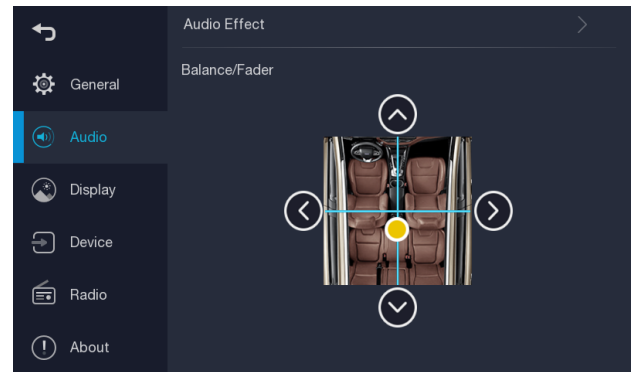 Audio Effect
Balance/Fader
General
Audio
Display
Device
Radio
About